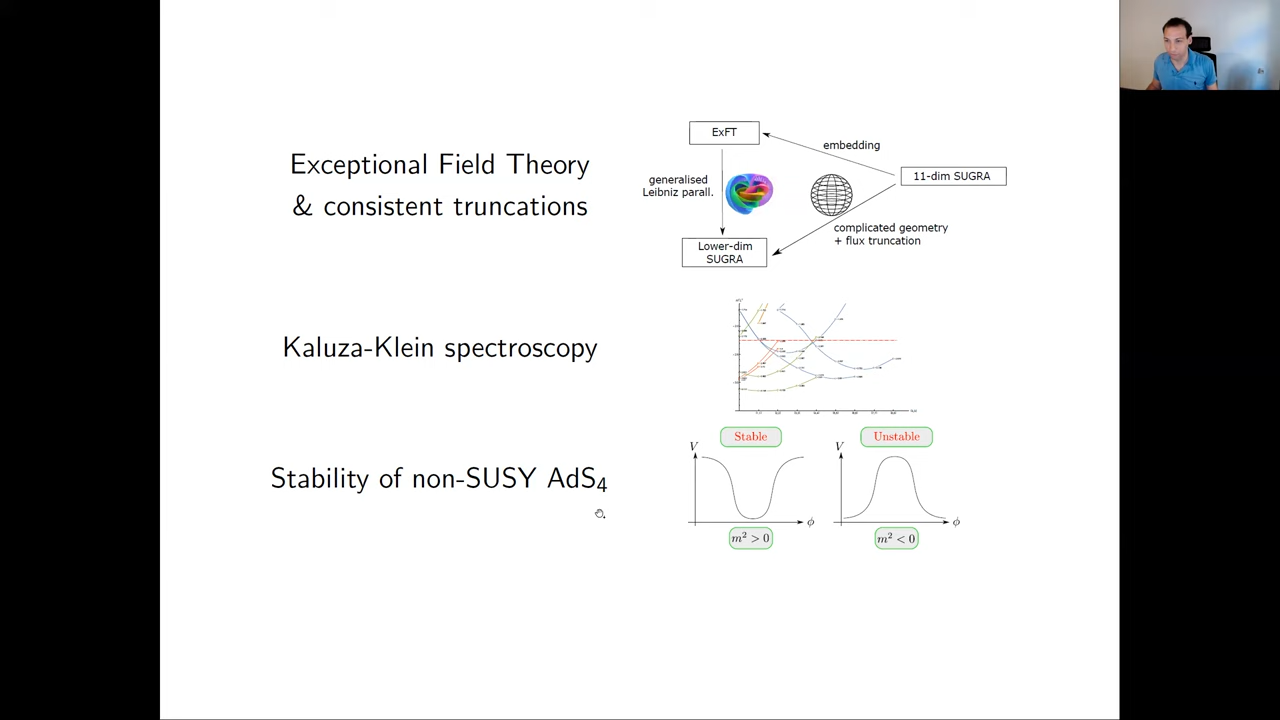 Exceptional Field Theory
& consistent truncations
ExFT
embedding
11-dim SUGRA
generalised
Leibniz parall.
complicated geometry
+ flux truncation
Lower-dim
SUGRA
Kaluza-Klein spectroscopy
Stability of non-SUSY AdS₄
Stable
Unstable
V
V
ϕ
ϕ
m² > 0
m² < 0